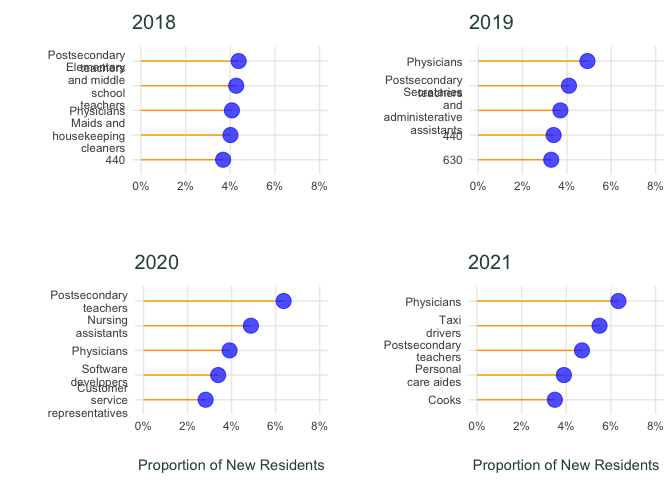 2018
Postsecondary
teachers
Elementary
and middle
school
teachers
Physicians
Maids and
housekeeping
cleaners
440
0% 2% 4% 6% 8%
2019
Physicians
Postsecondary
teachers
Secretaries
and
administerative
assistants
440
630
0% 2% 4% 6% 8%
2020
Postsecondary
teachers
Nursing
assistants
Physicians
Software
developers
Customer
service
representatives
0% 2% 4% 6% 8%
Proportion of New Residents
2021
Physicians
Taxi
drivers
Postsecondary
teachers
Personal
care aides
Cooks
0% 2% 4% 6% 8%
Proportion of New Residents